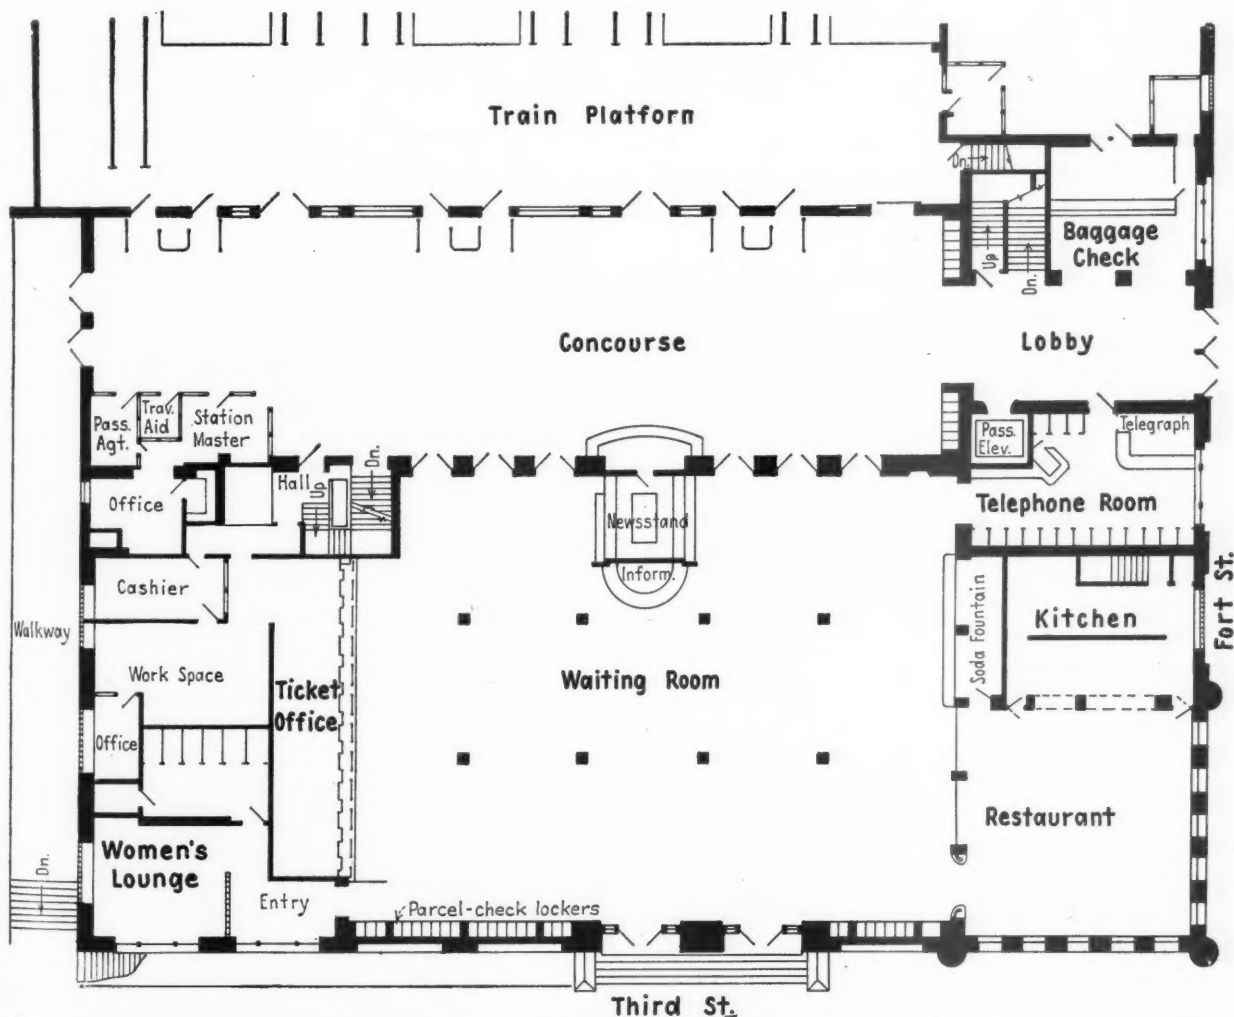 Train Platform
Dn.
Baggage
Check
Up
Dn.
Concourse
Lobby
Pass.
Agt.
Trav.
Aid
Station
Master
Pass.
Elev.
Telegraph
Hall
Up
Dn.
Office
Newsstand
Telephone Room
Inform.
Cashier
Walkway
Soda Fountain
Kitchen
Fort St.
Work Space
Ticket
Office
Waiting Room
Office
Restaurant
Women's
Lounge
Dn.
Entry
Parcel-check lockers
Third St.